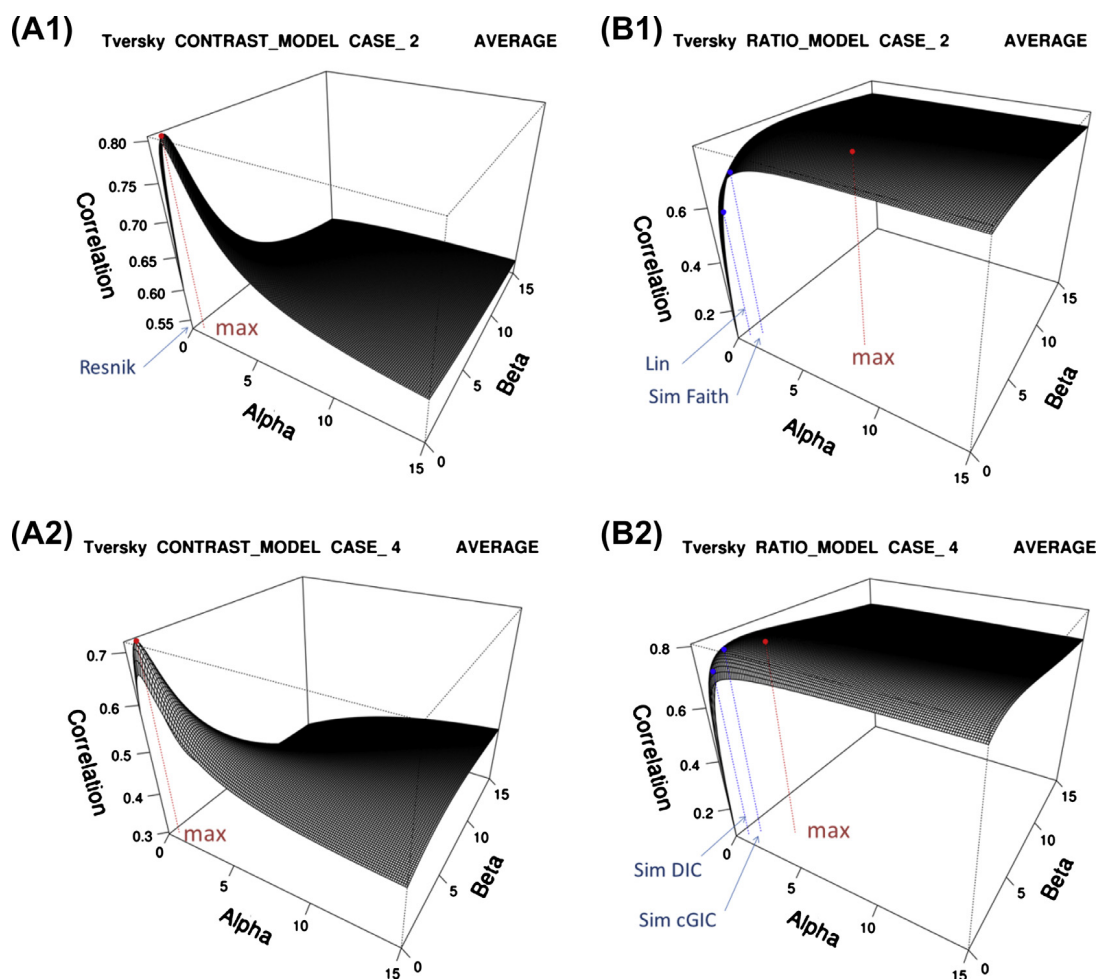 (A1)
Tversky CONTRAST_MODEL CASE_ 2 AVERAGE
0.80
0.75
0.70
0.65
0.60
0.55
Correlation
Resnik
max
0
5
10
15
Alpha
0
5
10
15
Beta
(B1)
Tversky RATIO_MODEL CASE_ 2 AVERAGE
0.6
0.4
0.2
Correlation
Lin
Sim Faith
max
0
5
10
15
Alpha
0
5
10
15
Beta
(A2)
Tversky CONTRAST_MODEL CASE_ 4 AVERAGE
0.7
0.6
0.5
0.4
0.3
Correlation
max
0
5
10
15
Alpha
0
5
10
15
Beta
(B2)
Tversky RATIO_MODEL CASE_ 4 AVERAGE
0.8
0.6
0.4
0.2
Correlation
Sim DIC
Sim cGIC
max
0
5
10
15
Alpha
0
5
10
15
Beta